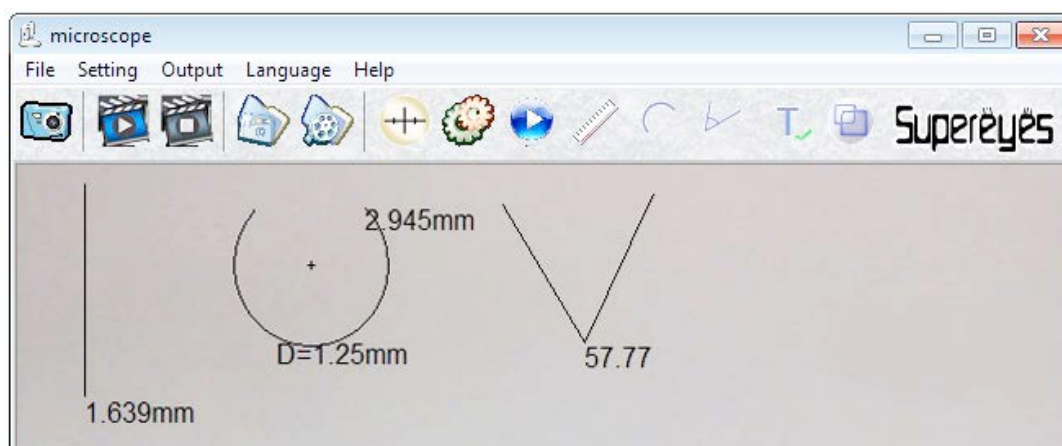 microscope
File Setting Output Language Help
T Supereyes
2.945mm
D=1.25mm
57.77
1.639mm